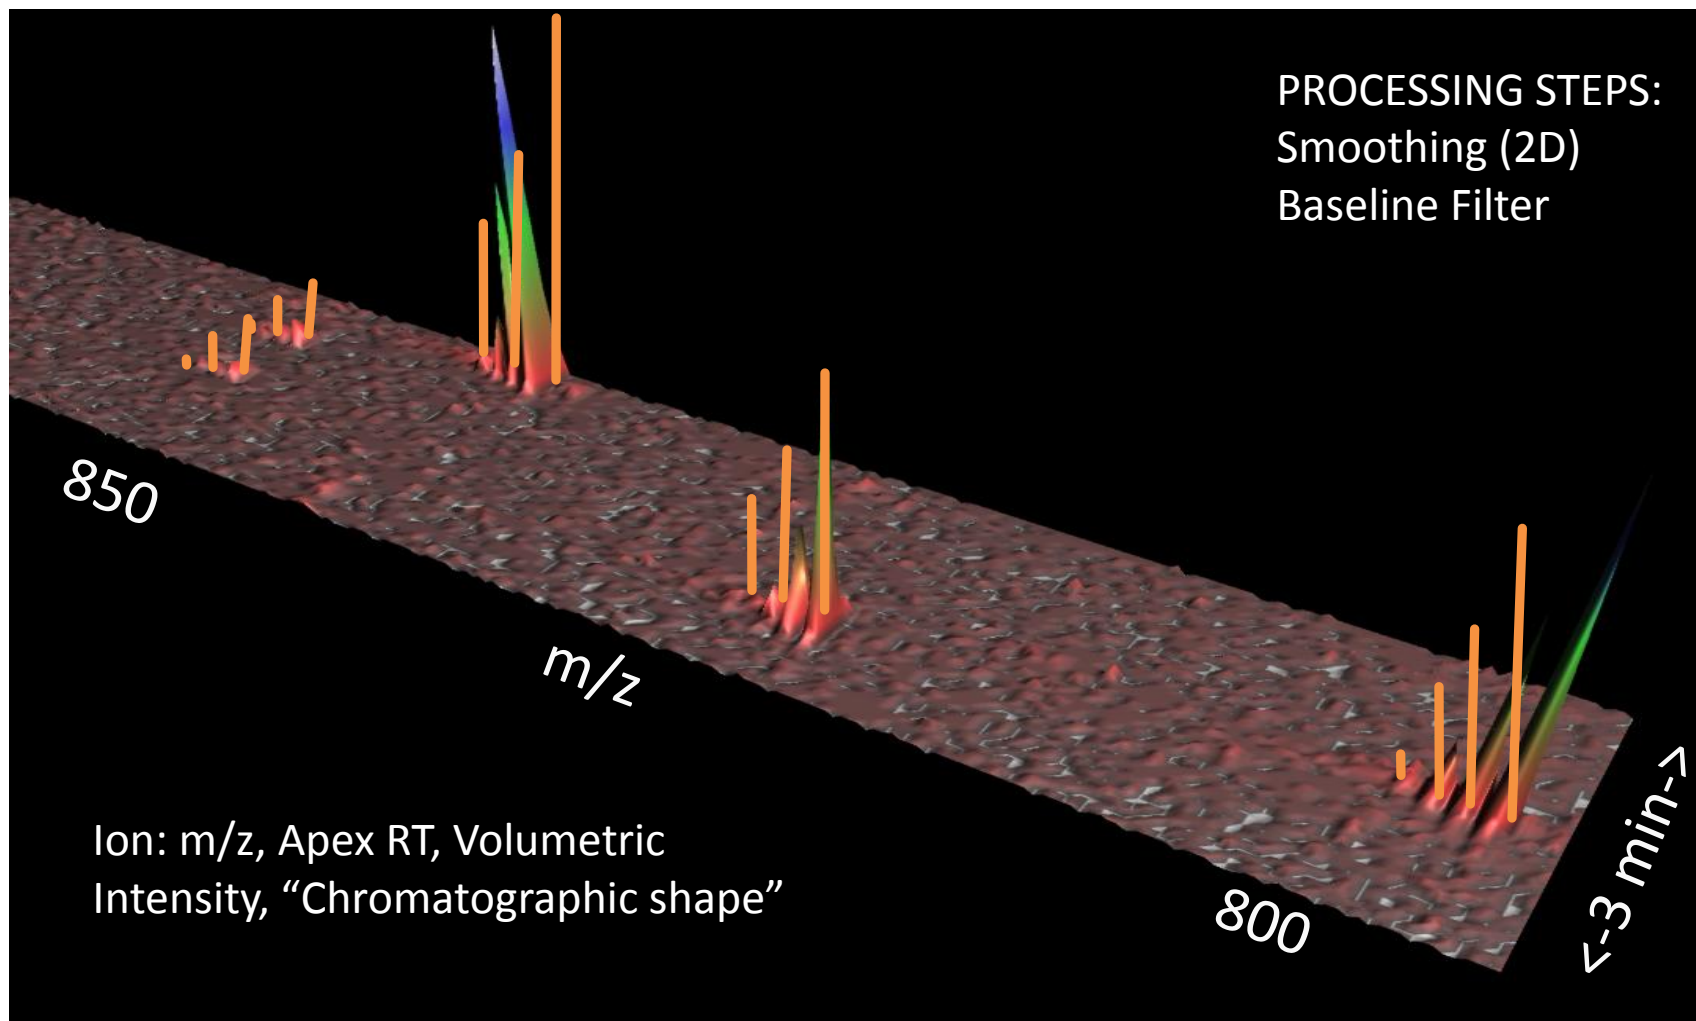 PROCESSING STEPS:
Smoothing (2D)
Baseline Filter
850
m/z
Ion: m/z, Apex RT, Volumetric
Intensity, “Chromatographic shape”
800
<-3 min->